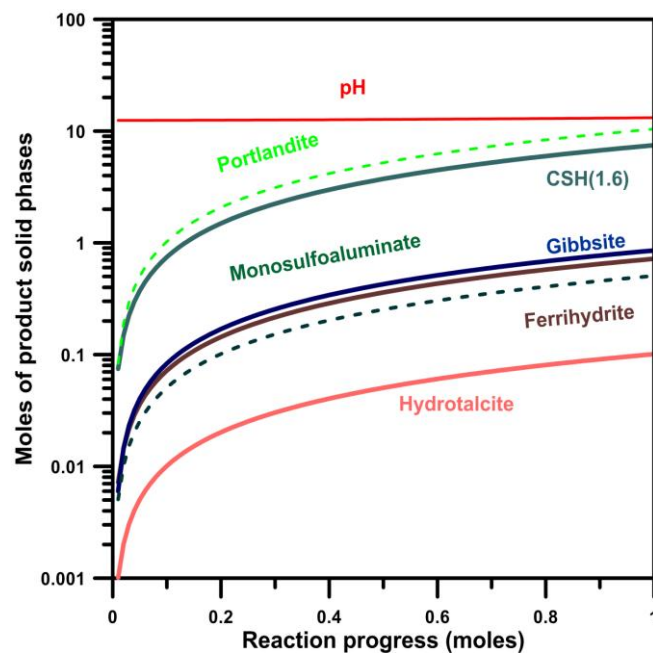 100
pH
10
Portlandite
CSH(1.6)
1
Monosulfoaluminate
Gibbsite
0.1
Ferrihydrite
Hydrotalcite
0.01
0.001
0
0.2
0.4
0.6
0.8
1
Moles of product solid phases
Reaction progress (moles)